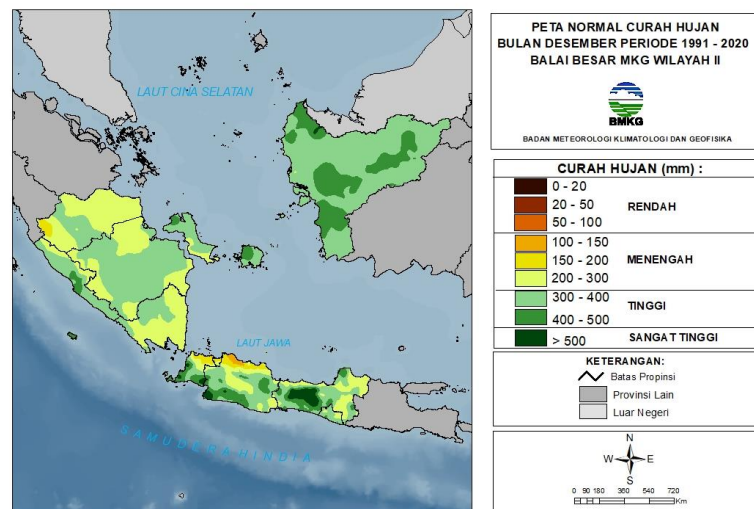 LAUT CINA SELATAN
LAUT JAWA
SAMUDERA HINDIA
PETA NORMAL CURAH HUJAN
BULAN DESEMBER PERIODE 1991 - 2020
BALAI BESAR MKG WILAYAH II
BMKG
BADAN METEOROLOGI KLIMATOLOGI DAN GEOFISIKA
CURAH HUJAN (mm) :
0 - 20
20 - 50
50 - 100
RENDAH
100 - 150
150 - 200
200 - 300
MENENGAH
300 - 400
400 - 500
TINGGI
> 500
SANGAT TINGGI
KETERANGAN:
Batas Propinsi
Provinsi Lain
Luar Negeri
N
W
E
S
0 90 180 360 540 720
Km